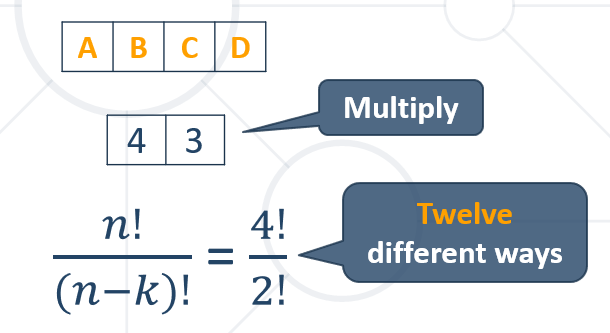 A B C D
4 3
Multiply
n!
(n−k)!
=
4!
2!
Twelve
different ways